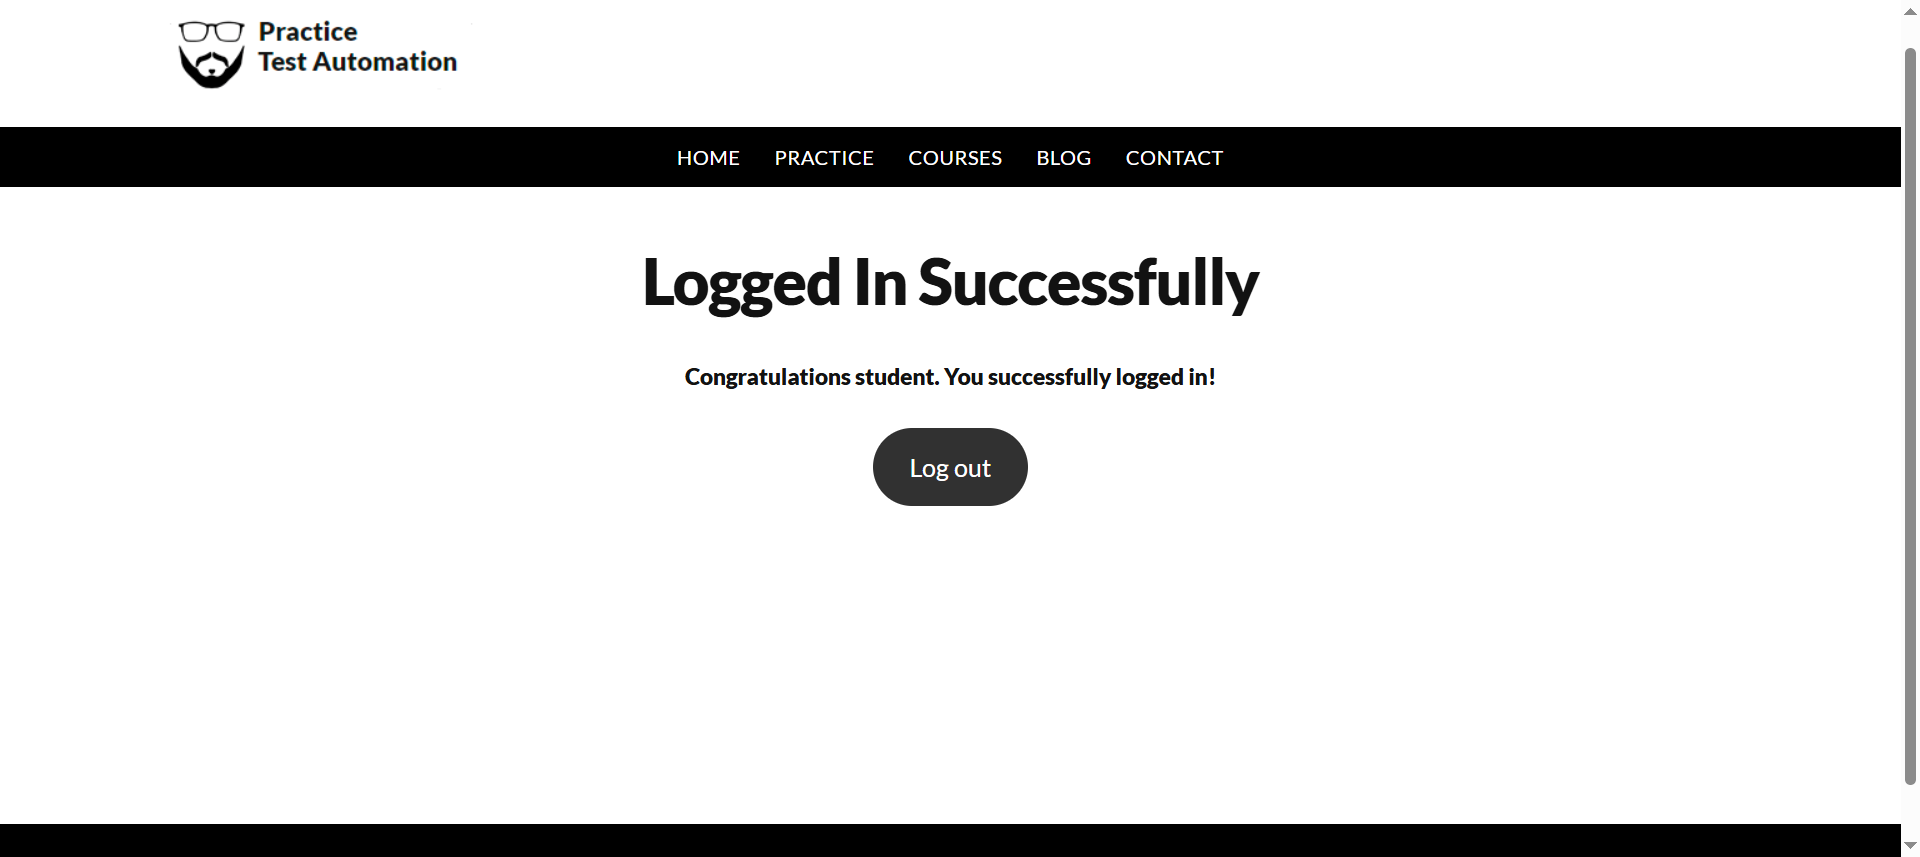 Practice
Test Automation
HOME PRACTICE COURSES BLOG CONTACT
Logged In Successfully
Congratulations student. You successfully logged in!
Log out